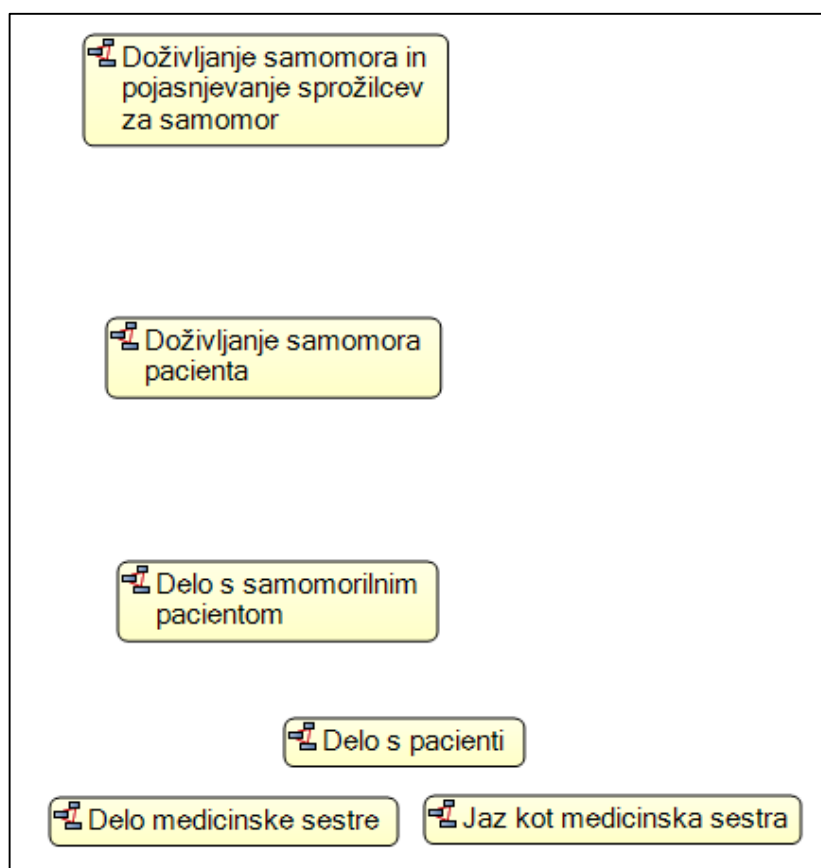 Doživljanje samomora in
pojasnjevanje sprožilcev
za samomor
Doživljanje samomora
pacienta
Delo s samomorilnim
pacientom
Delo s pacienti
Delo medicinske sestre
Jaz kot medicinska sestra